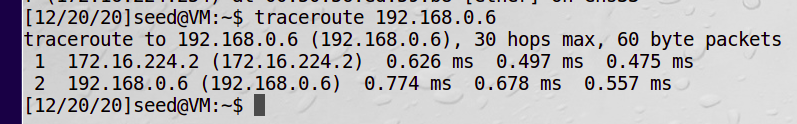 [12/20/20]seed@VM:~$ traceroute 192.168.0.6
traceroute to 192.168.0.6 (192.168.0.6), 30 hops max, 60 byte packets
 1  172.16.224.2 (172.16.224.2)  0.626 ms  0.497 ms  0.475 ms
 2  192.168.0.6 (192.168.0.6)  0.774 ms  0.678 ms  0.557 ms
[12/20/20]seed@VM:~$